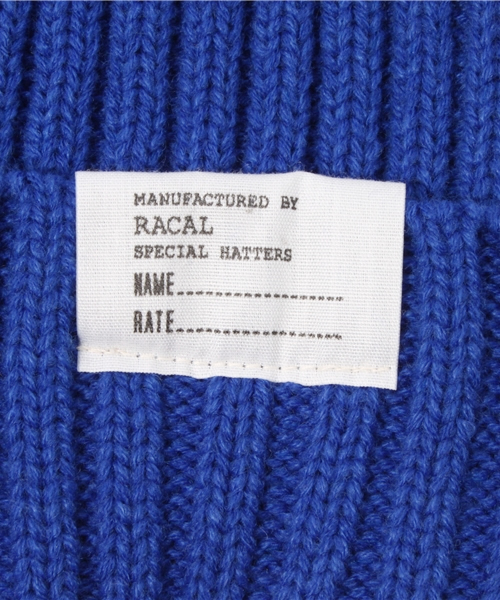 MANUFACTURED BY
RACAL
SPECIAL HATTERS
NAME
RATE